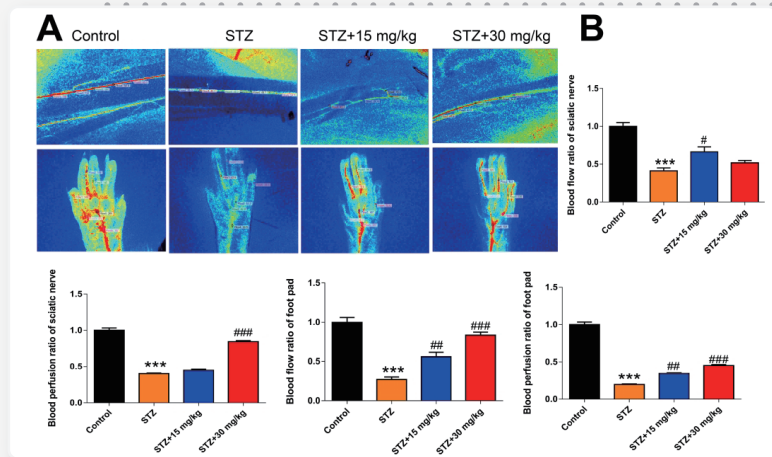 A
B
Control
STZ
STZ+15 mg/kg
STZ+30 mg/kg
Blood flow ratio of sciatic nerve
1.5
1.0
0.5
0.0
***
#
Control
STZ
STZ+15 mg/kg
STZ+30 mg/kg
Blood perfusion ratio of sciatic nerve
1.5
1.0
0.5
0.0
***
###
Control
STZ
STZ+15 mg/kg
STZ+30 mg/kg
Blood flow ratio of foot pad
1.5
1.0
0.5
0.0
***
##
###
Control
STZ
STZ+15 mg/kg
STZ+30 mg/kg
Blood perfusion ratio of foot pad
1.5
1.0
0.5
0.0
***
##
###
Control
STZ
STZ+15 mg/kg
STZ+30 mg/kg